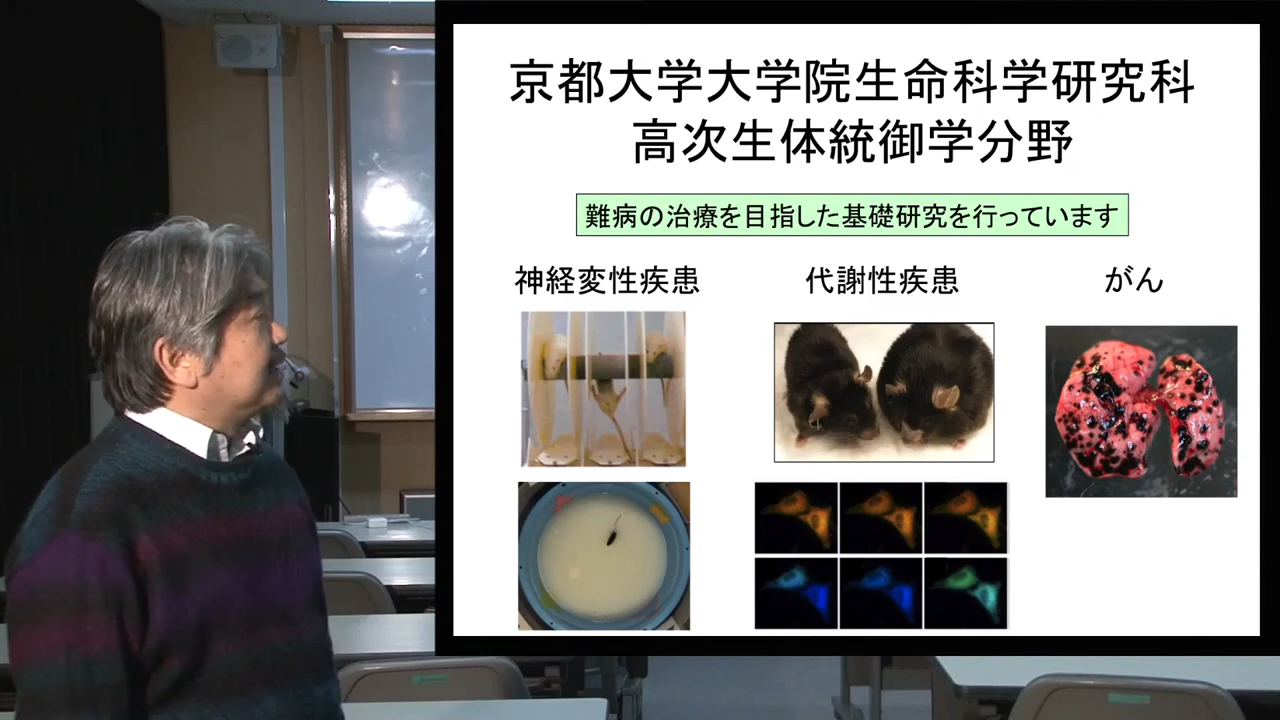 京都大学大学院生命科学研究科
高次生体統御学分野
難病の治療を目指した基礎研究を行っています
神経変性疾患
代謝性疾患
がん